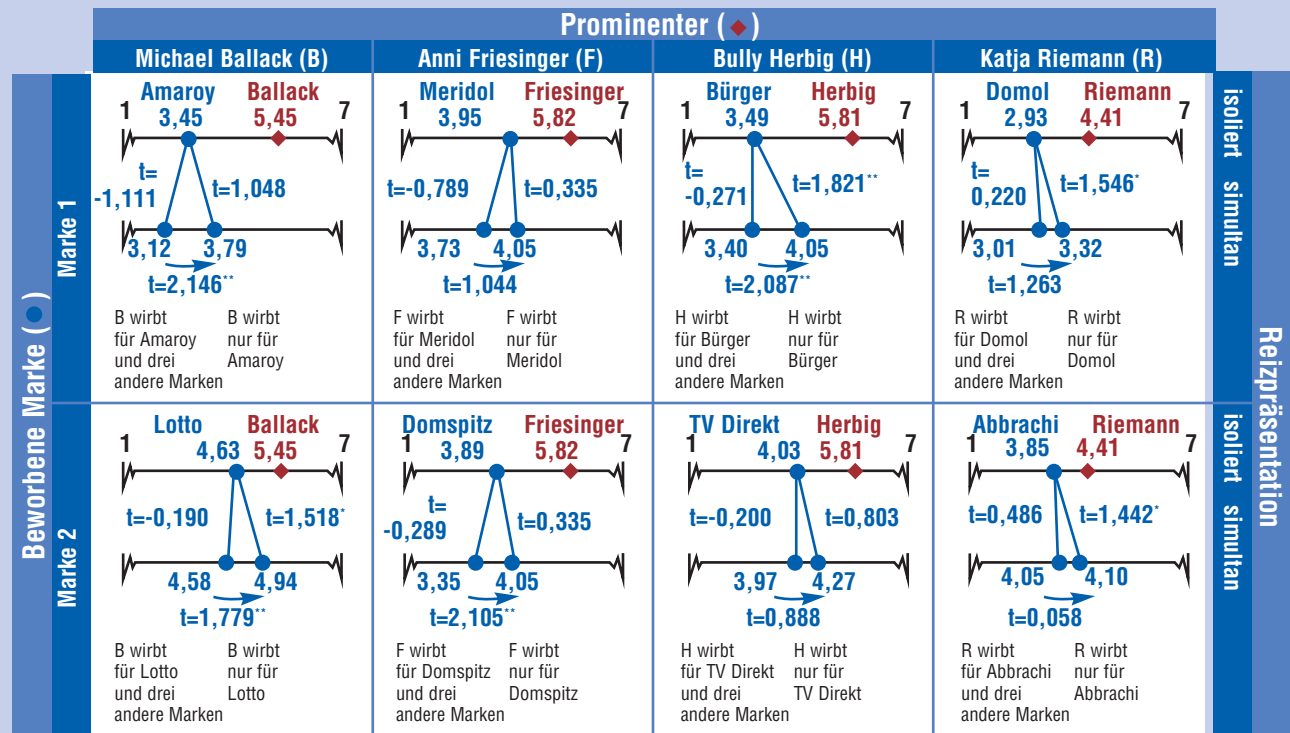 Prominenter (◆)
Michael Ballack (B)
Anni Friesinger (F)
Bully Herbig (H)
Katja Riemann (R)
Beworbene Marke (●)
Marke 1
Amaroy Ballack
1 3,45 5,45 7
t=
-1,111
t=1,048
3,12 3,79
t=2,146**
B wirbt
für Amaroy
und drei
andere Marken
B wirbt
nur für
Amaroy
Meridol Friesinger
1 3,95 5,82 7
t=-0,789
t=0,335
3,73 4,05
t=1,044
F wirbt
für Meridol
und drei
andere Marken
F wirbt
nur für
Meridol
Bürger Herbig
1 3,49 5,81 7
t=
-0,271
t=1,821**
3,40 4,05
t=2,087**
H wirbt
für Bürger
und drei
andere Marken
H wirbt
nur für
Bürger
Domol Riemann
1 2,93 4,41 7
t=
0,220
t=1,546*
3,01 3,32
t=1,263
R wirbt
für Domol
und drei
andere Marken
R wirbt
nur für
Domol
isoliert simultan
Marke 2
Lotto Ballack
1 4,63 5,45 7
t=-0,190
t=1,518*
4,58 4,94
t=1,779**
B wirbt
für Lotto
und drei
andere Marken
B wirbt
nur für
Lotto
Domspitz Friesinger
1 3,89 5,82 7
t=
-0,289
t=0,335
3,35 4,05
t=2,105**
F wirbt
für Domspitz
und drei
andere Marken
F wirbt
nur für
Domspitz
TV Direkt Herbig
1 4,03 5,81 7
t=-0,200
t=0,803
3,97 4,27
t=0,888
H wirbt
für TV Direkt
und drei
andere Marken
H wirbt
nur für
TV Direkt
Abbrachi Riemann
1 3,85 4,41 7
t=0,486
t=1,442*
4,05 4,10
t=0,058
R wirbt
für Abbrachi
und drei
andere Marken
R wirbt
nur für
Abbrachi
isoliert simultan
Reizpräsentation